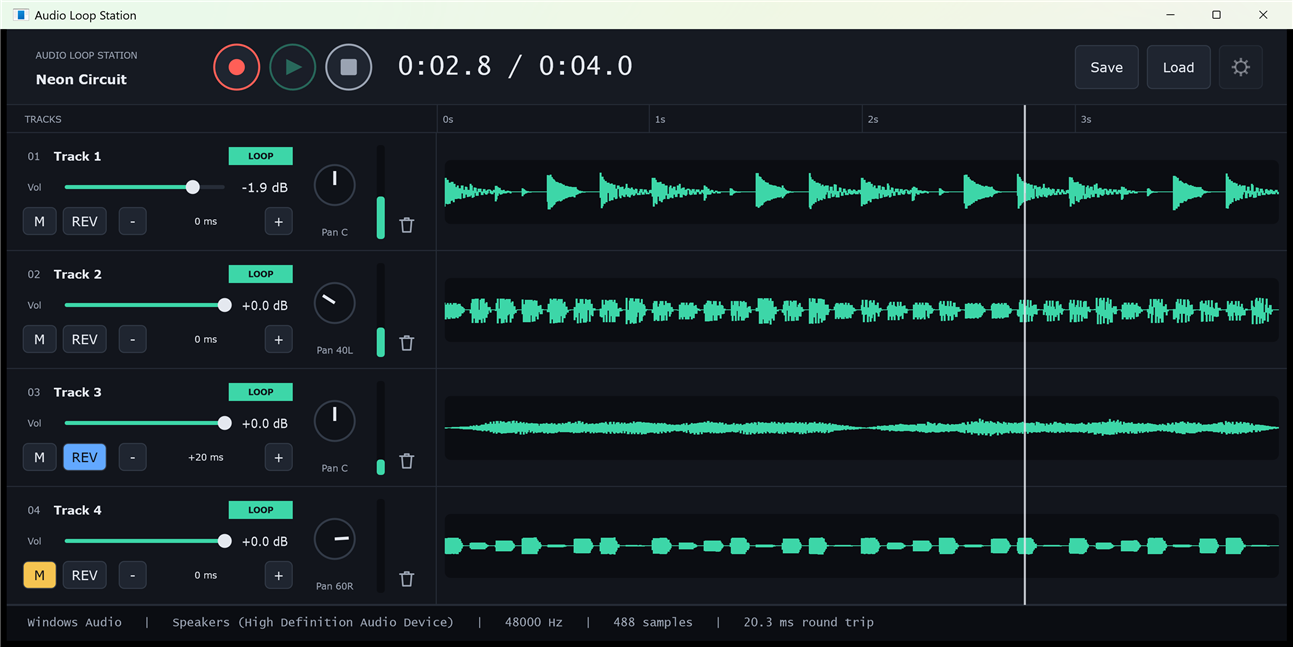 Audio Loop Station
AUDIO LOOP STATION
Neon Circuit
0:02.8 / 0:04.0
Save
Load
TRACKS
0s
1s
2s
3s
01 Track 1 LOOP
Vol -1.9 dB
M REV - 0 ms +
Pan C
02 Track 2 LOOP
Vol +0.0 dB
M REV - 0 ms +
Pan 40L
03 Track 3 LOOP
Vol +0.0 dB
M REV - +20 ms +
Pan C
04 Track 4 LOOP
Vol +0.0 dB
M REV - 0 ms +
Pan 60R
Windows Audio | Speakers (High Definition Audio Device) | 48000 Hz | 488 samples | 20.3 ms round trip